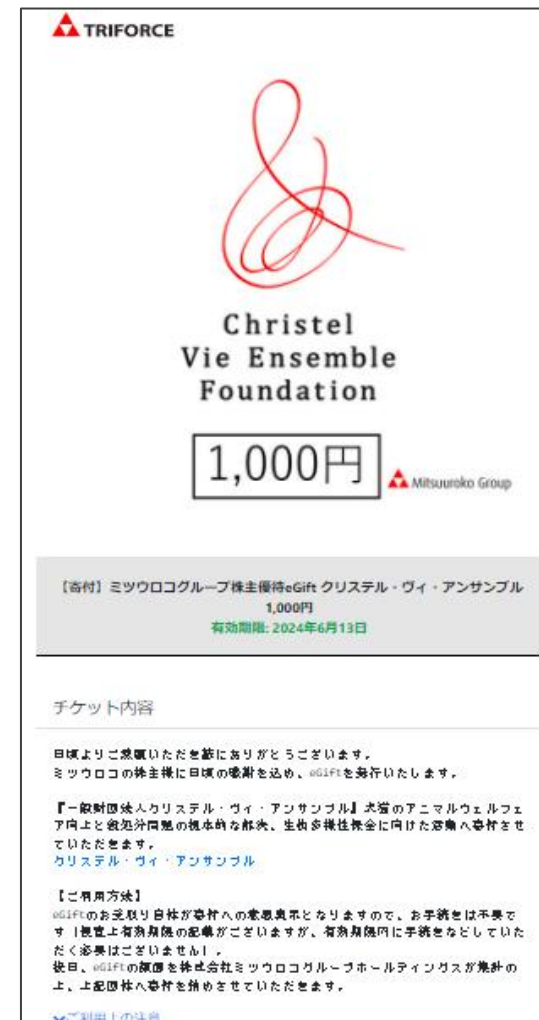 TRIFORCE
Christel
Vie Ensemble
Foundation
1,000円
Mitsuuroko Group
【寄付】ミツウロコグループ株主優待eGift クリステル・ヴィ・アンサンブル
1,000円
有効期限: 2024年6月13日
チケット内容
日頃よりご愛顧いただき誠にありがとうございます。
ミツウロコの株主様に日頃の感謝を込め、eGiftを発行いたします。
『一般財団法人クリステル・ヴィ・アンサンブル』犬猫のアニマルウェルフェ
ア向上と殺処分問題の根本的な解決、生物多様性保全に向けた活動へ寄付させ
ていただきます。
クリステル・ヴィ・アンサンブル
【ご利用方法】
eGiftのお受取り自体が寄付への意思表示となりますので、お手続きは不要で
す（便宜上有効期限の記載がございますが、有効期限内に手続きなどしていた
だく必要はございません）。
後日、eGiftの額面を株式会社ミツウロコグループホールディングスが集計の
上、上記団体へ寄付を納めさせていただきます。
ご利用上の注意